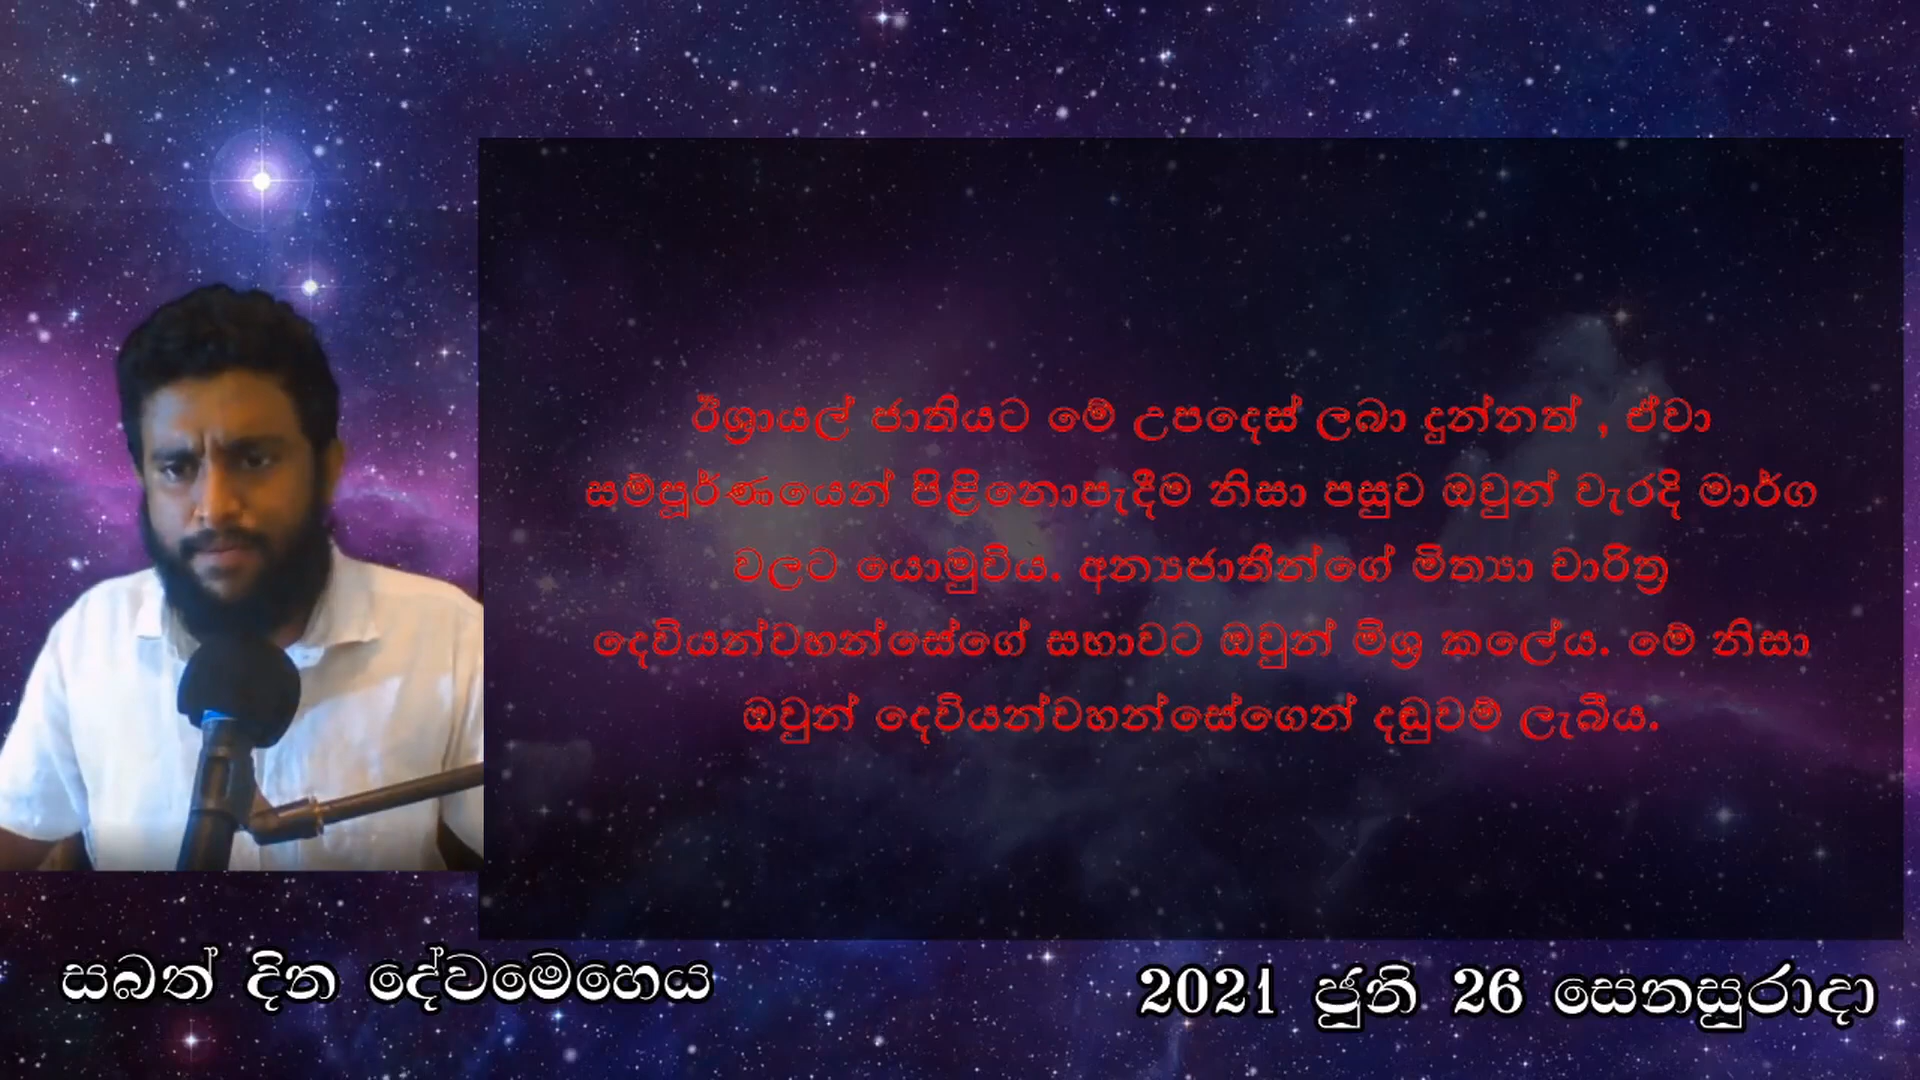 ඊශ්‍රායල් ජාතියට මේ උපදෙස් ලබා දුන්නත් , ඒවා
සම්පූර්ණයෙන් පිළිනොපැදීම නිසා පසුව ඔවුන් වැරදි මාර්ග
වලට යොමුවිය. අන්‍යජාතීන්ගේ මිත්‍යා චාරිත්‍ර
දෙවියන්වහන්සේගේ සභාවට ඔවුන් මිශ්‍ර කලේය. මේ නිසා
ඔවුන් දෙවියන්වහන්සේගෙන් දඬුවම් ලැබීය.
සබත් දින දේවමෙහෙය
2021 ජුනි 26 සෙනසුරාදා